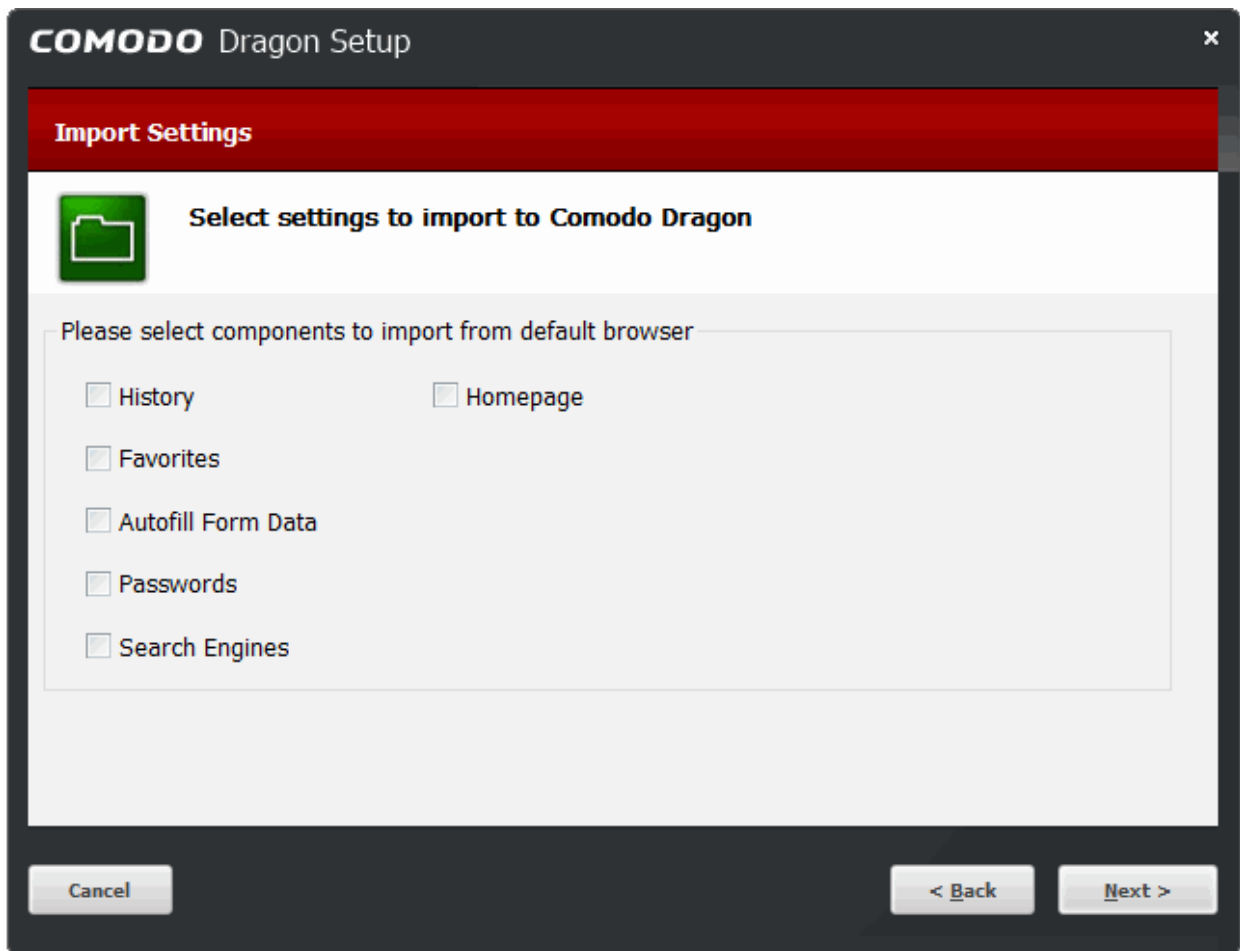 COMODO Dragon Setup
Import Settings
Select settings to import to Comodo Dragon
Please select components to import from default browser
History
Homepage
Favorites
Autofill Form Data
Passwords
Search Engines
Cancel
< Back
Next >